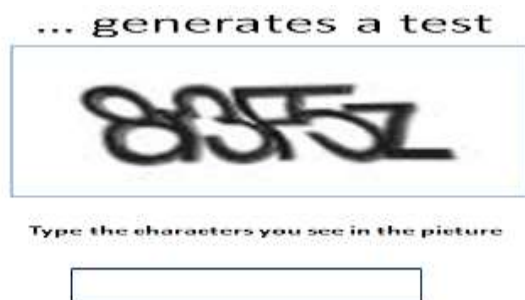 ... generates a test
Type the characters you see in the picture